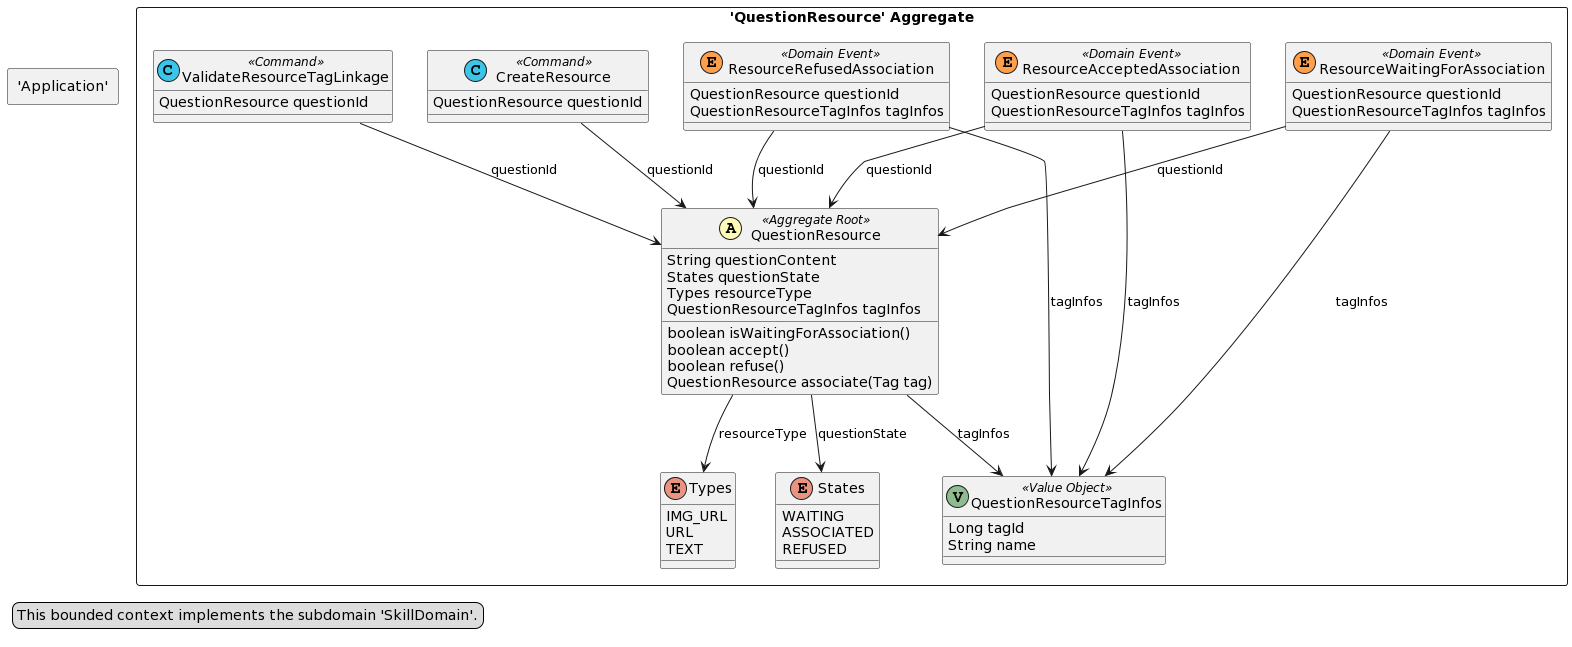 'QuestionResource' Aggregate
'Application'
C
«Command»
ValidateResourceTagLinkage
QuestionResource questionId
C
«Command»
CreateResource
QuestionResource questionId
E
«Domain Event»
ResourceRefusedAssociation
QuestionResource questionId
QuestionResourceTagInfos tagInfos
E
«Domain Event»
ResourceAcceptedAssociation
QuestionResource questionId
QuestionResourceTagInfos tagInfos
E
«Domain Event»
ResourceWaitingForAssociation
QuestionResource questionId
QuestionResourceTagInfos tagInfos
questionId
questionId
questionId
questionId
questionId
A
«Aggregate Root»
QuestionResource
String questionContent
States questionState
Types resourceType
QuestionResourceTagInfos tagInfos
boolean isWaitingForAssociation()
boolean accept()
boolean refuse()
QuestionResource associate(Tag tag)
tagInfos
tagInfos
tagInfos
resourceType
questionState
tagInfos
E
Types
IMG_URL
URL
TEXT
E
States
WAITING
ASSOCIATED
REFUSED
V
«Value Object»
QuestionResourceTagInfos
Long tagId
String name
This bounded context implements the subdomain 'SkillDomain'.